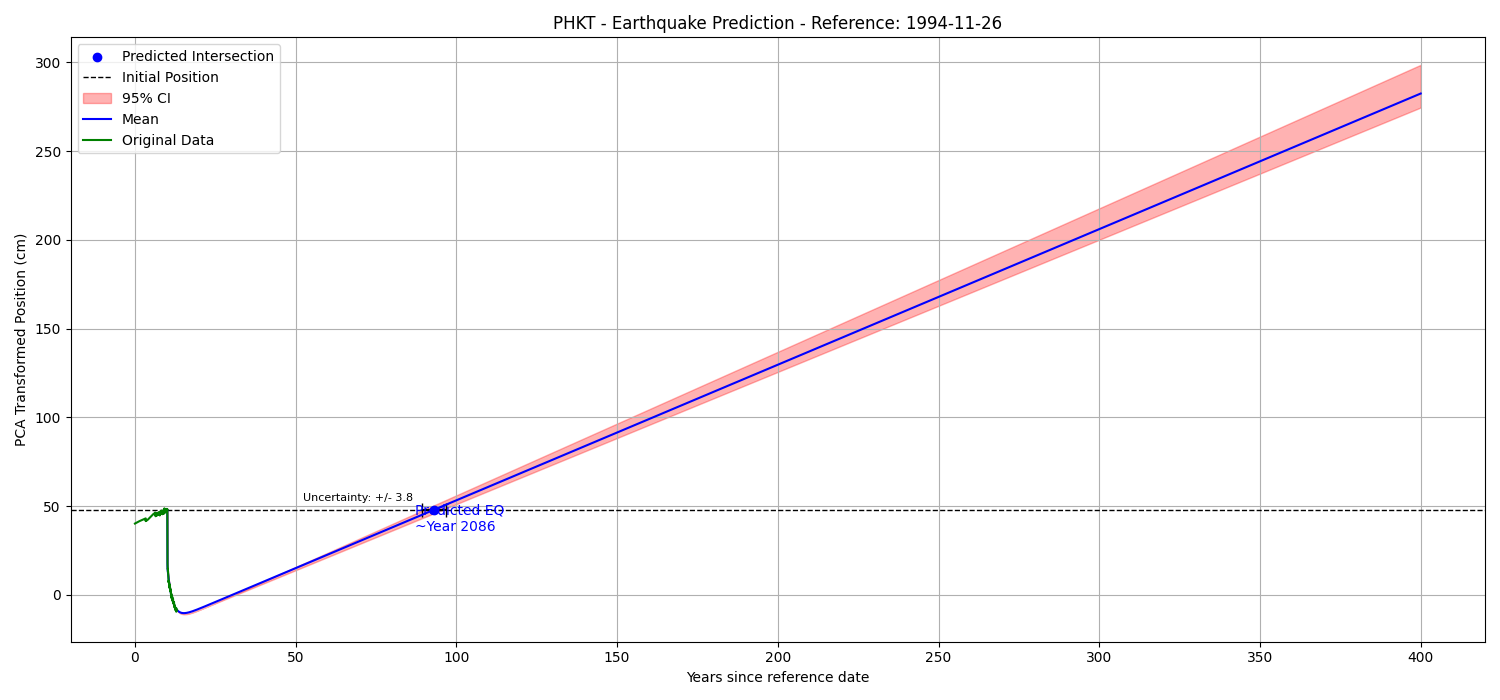 PHKT - Earthquake Prediction - Reference: 1994-11-26
Predicted Intersection
Initial Position
95% CI
Mean
Original Data
300
250
200
150
100
50
0
PCA Transformed Position (cm)
Uncertainty: +/- 3.8
Predicted EQ
~Year 2086
0 50 100 150 200 250 300 350 400
Years since reference date